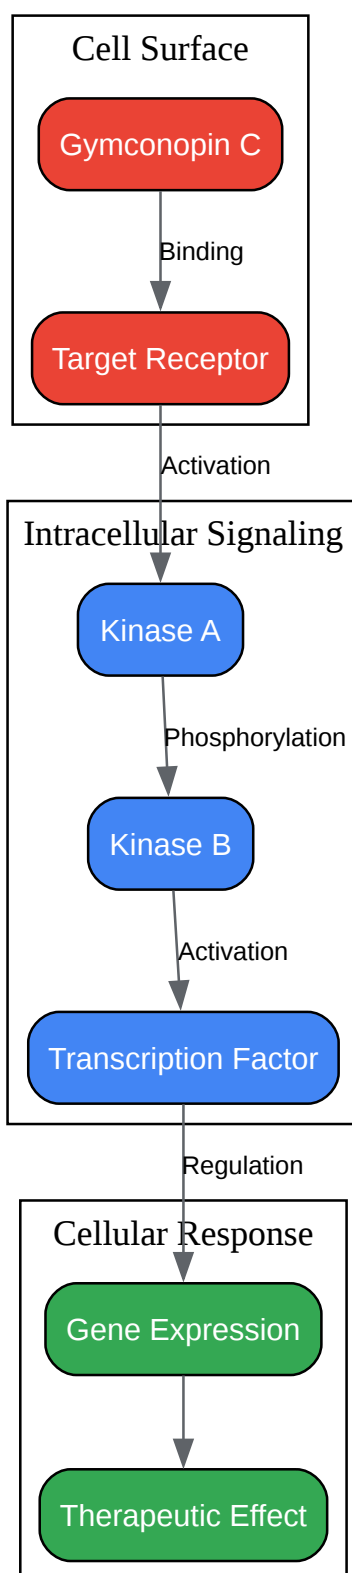 Cell Surface
Gymconopin C
Binding
Target Receptor
Activation
Intracellular Signaling
Kinase A
Phosphorylation
Kinase B
Activation
Transcription Factor
Regulation
Cellular Response
Gene Expression
Therapeutic Effect